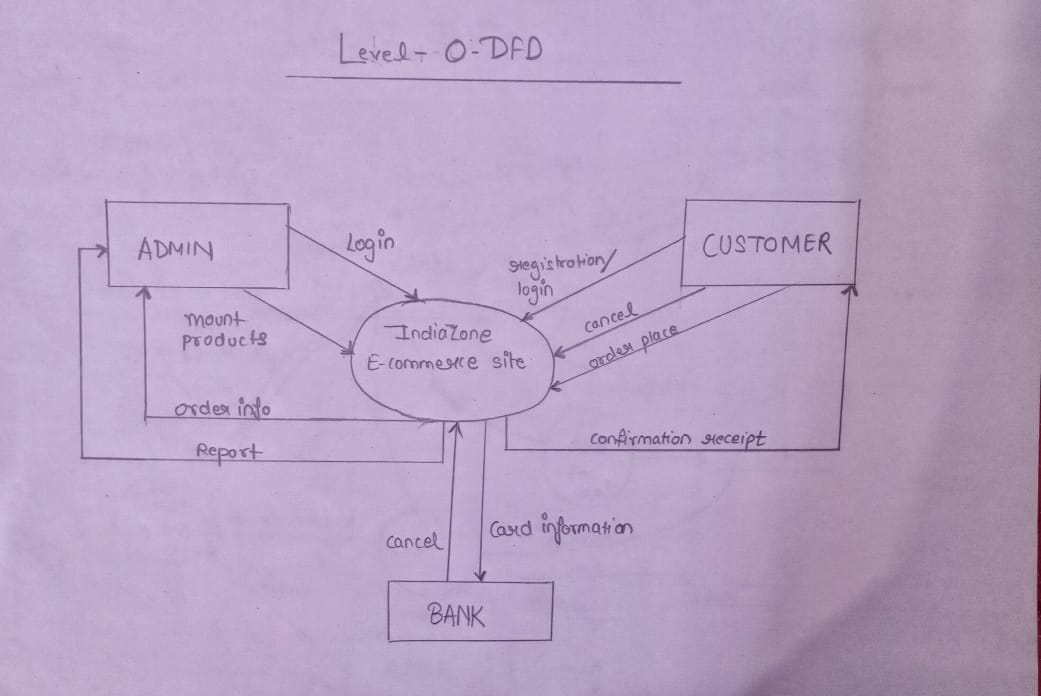 Level-0-DFD
ADMIN
Login
registration/
login
CUSTOMER
mount
products
IndiaZone
E-commerce site
cancel
order place
order info
Report
Confirmation receipt
cancel
Card information
BANK